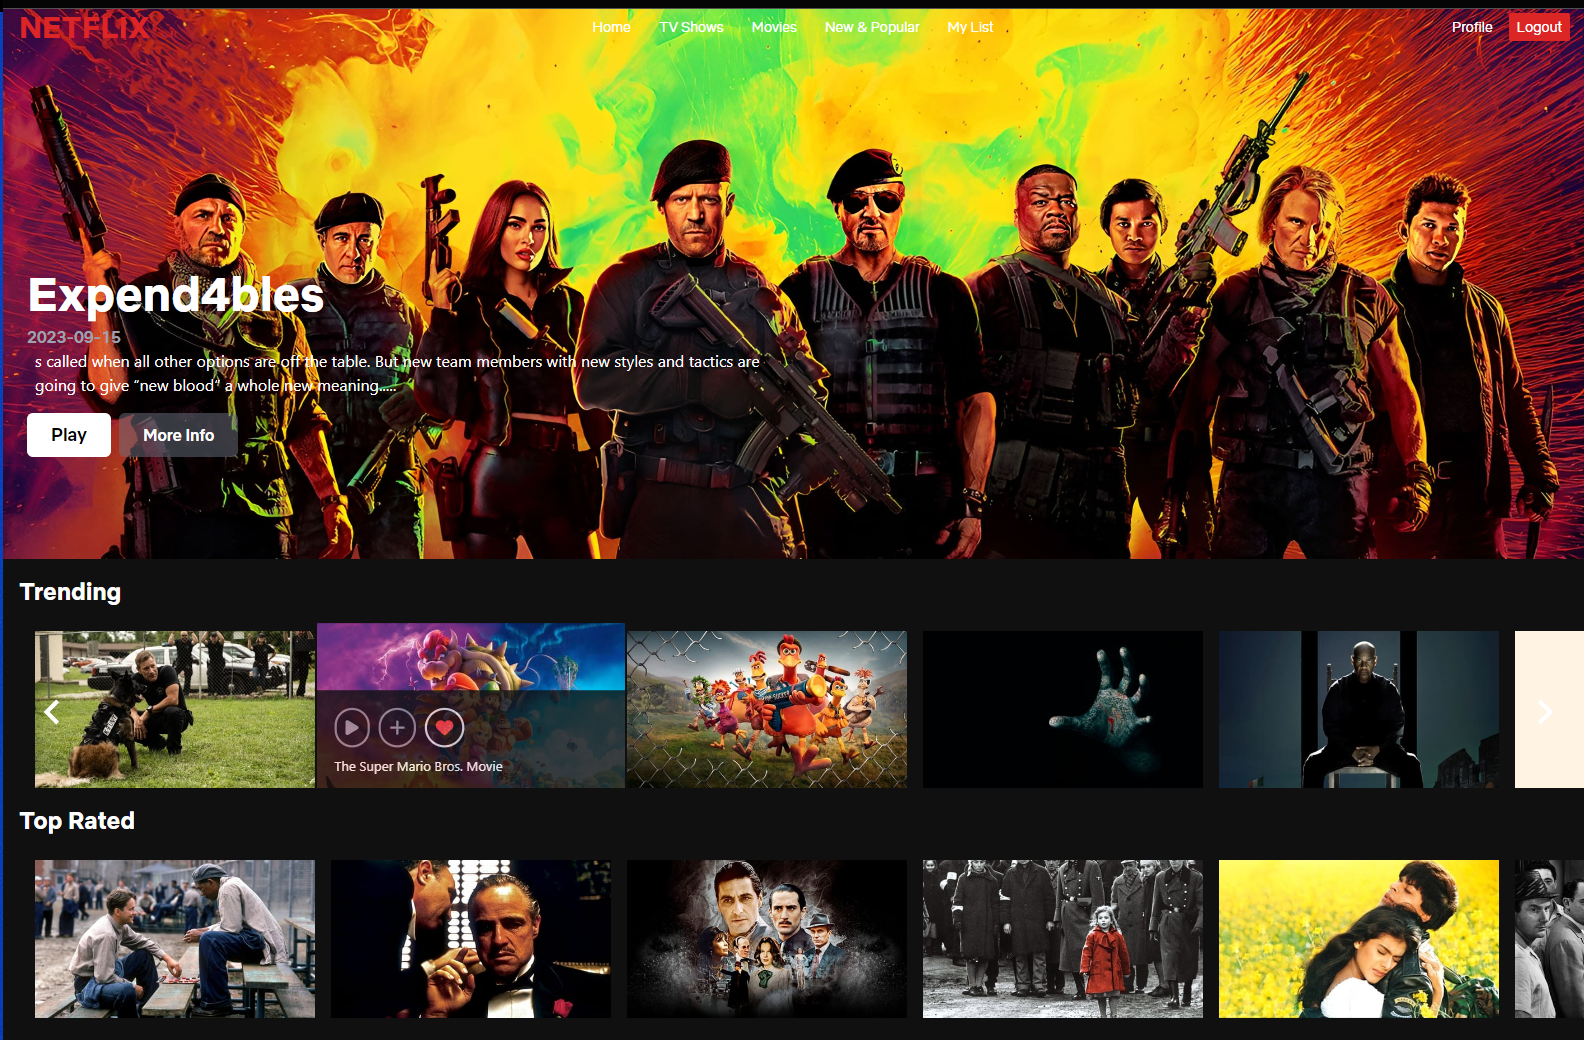 NETFLIX
Home TV Shows Movies New & Popular My List
Profile Logout
Expend4bles
2023-09-15
s called when all other options are off the table. But new team members with new styles and tactics are
going to give “new blood” a whole new meaning.....
Play More Info
Trending
The Super Mario Bros. Movie
Top Rated